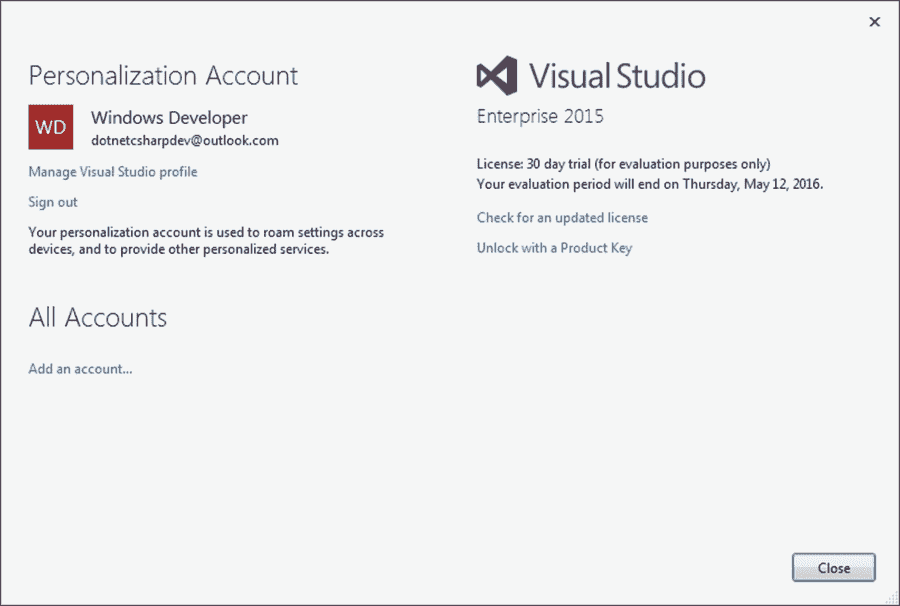 Personalization Account
WD
Windows Developer
dotnetcsharpdev@outlook.com
Manage Visual Studio profile
Sign out
Your personalization account is used to roam settings across
devices, and to provide other personalized services.
All Accounts
Add an account...
Visual Studio
Enterprise 2015
License: 30 day trial (for evaluation purposes only)
Your evaluation period will end on Thursday, May 12, 2016.
Check for an updated license
Unlock with a Product Key
Close